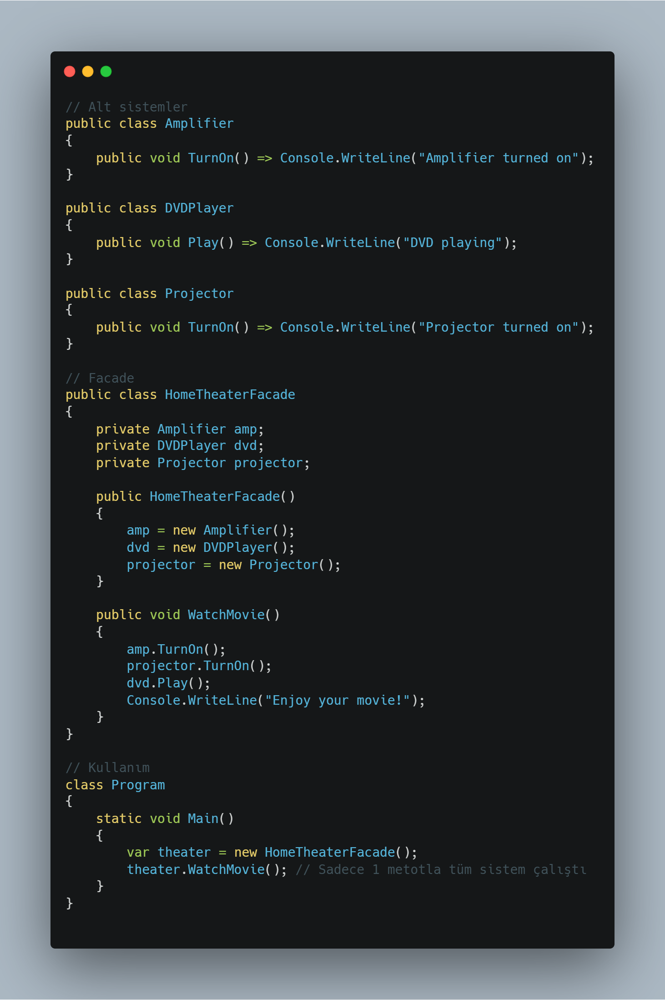 // Alt sistemler
public class Amplifier
{
    public void TurnOn() => Console.WriteLine("Amplifier turned on");
}

public class DVDPlayer
{
    public void Play() => Console.WriteLine("DVD playing");
}

public class Projector
{
    public void TurnOn() => Console.WriteLine("Projector turned on");
}

// Facade
public class HomeTheaterFacade
{
    private Amplifier amp;
    private DVDPlayer dvd;
    private Projector projector;

    public HomeTheaterFacade()
    {
        amp = new Amplifier();
        dvd = new DVDPlayer();
        projector = new Projector();
    }

    public void WatchMovie()
    {
        amp.TurnOn();
        projector.TurnOn();
        dvd.Play();
        Console.WriteLine("Enjoy your movie!");
    }
}

// Kullanım
class Program
{
    static void Main()
    {
        var theater = new HomeTheaterFacade();
        theater.WatchMovie(); // Sadece 1 metotla tüm sistem çalıştı
    }
}